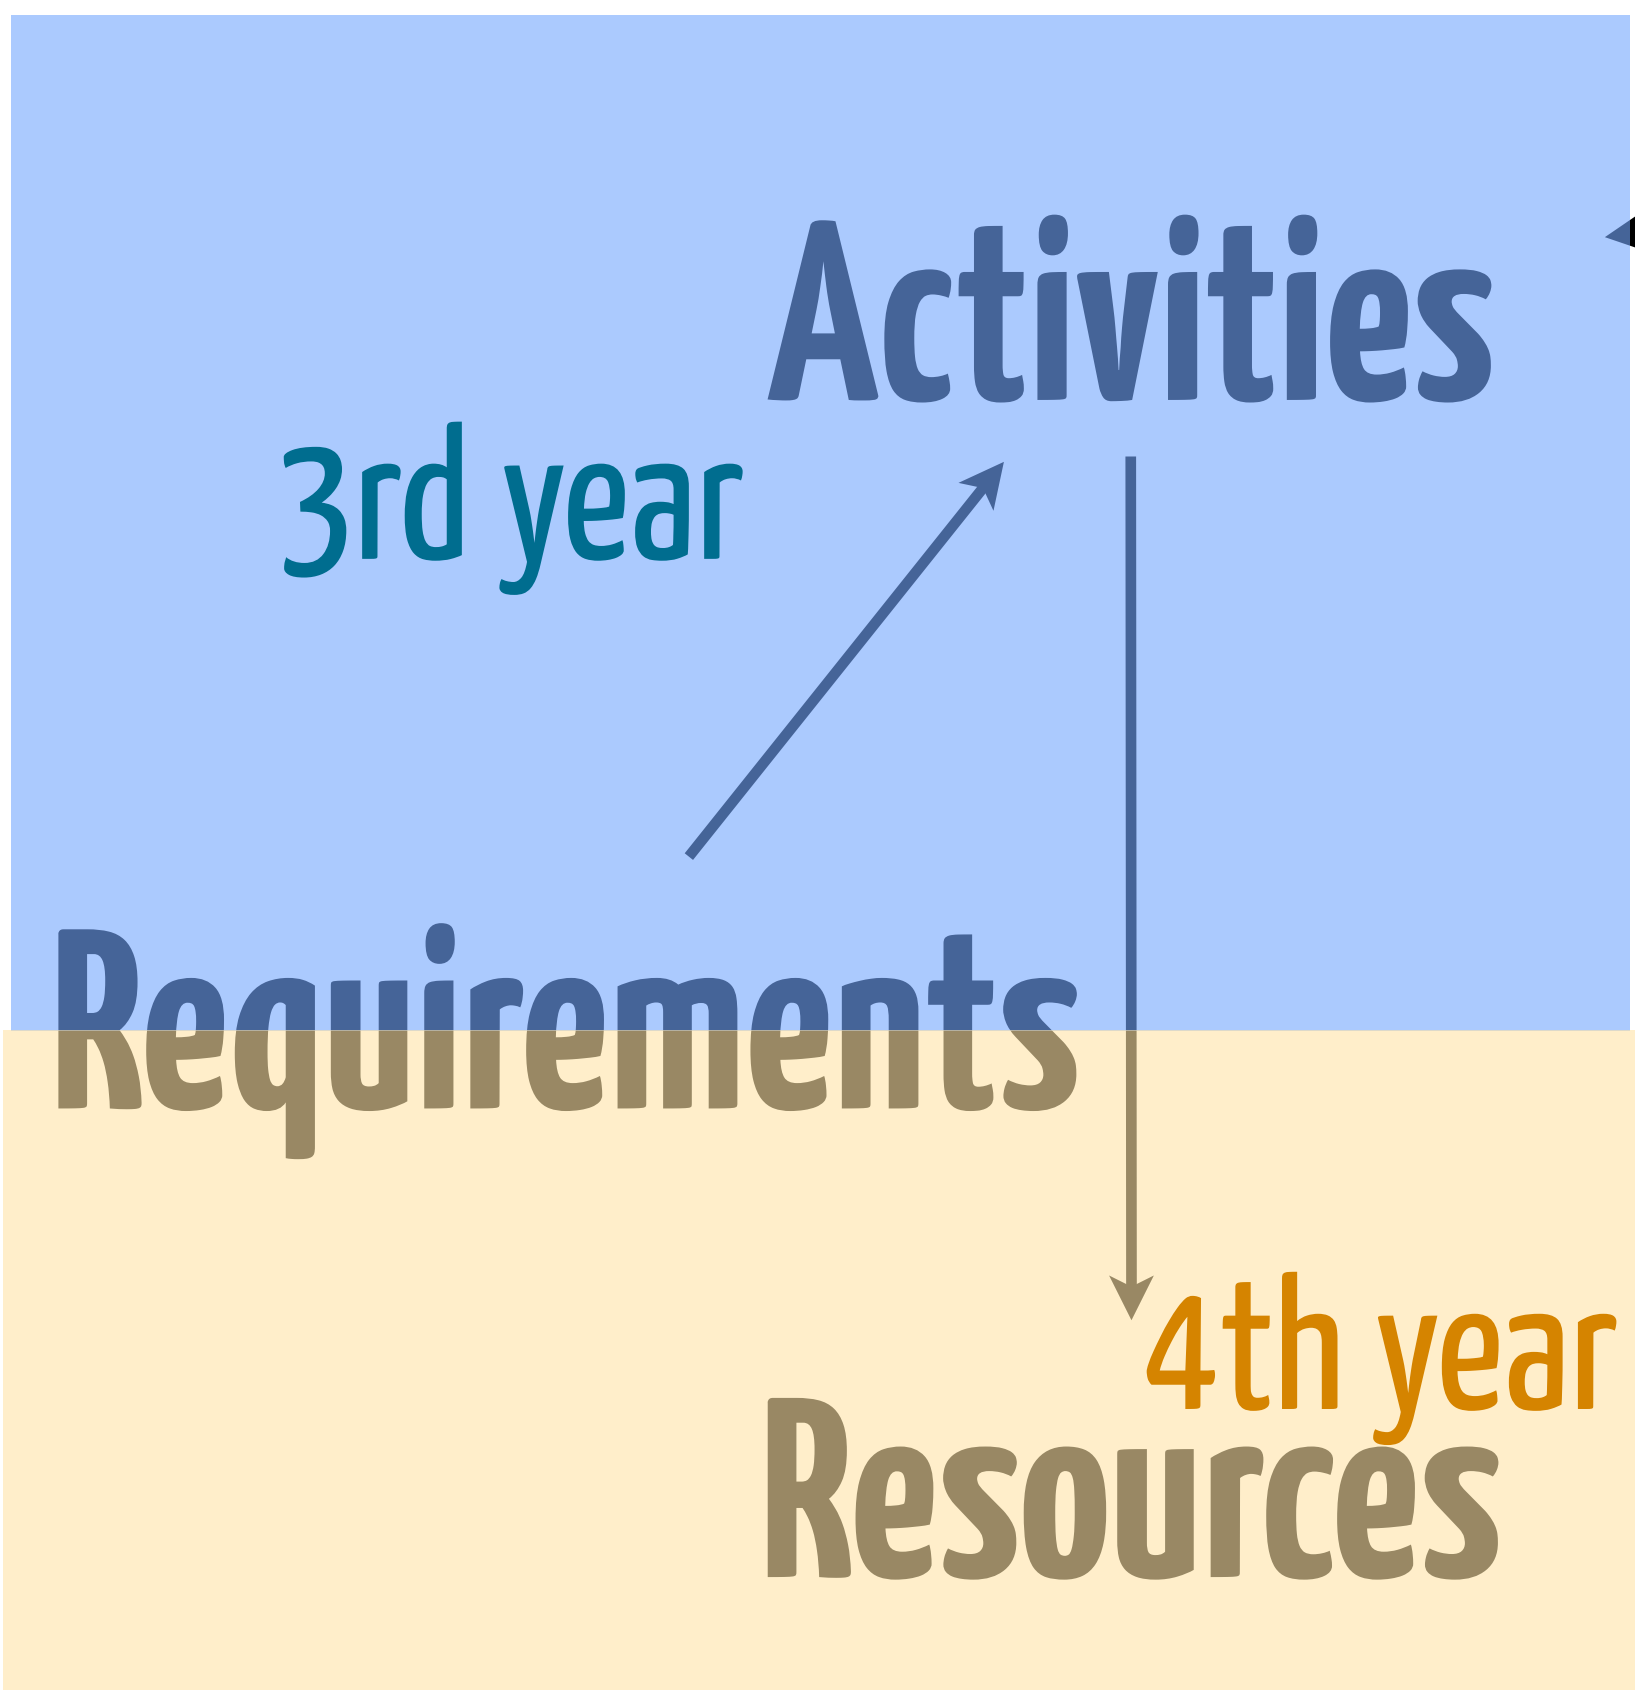 Activities
3rd year
Requirements
4th year
Resources